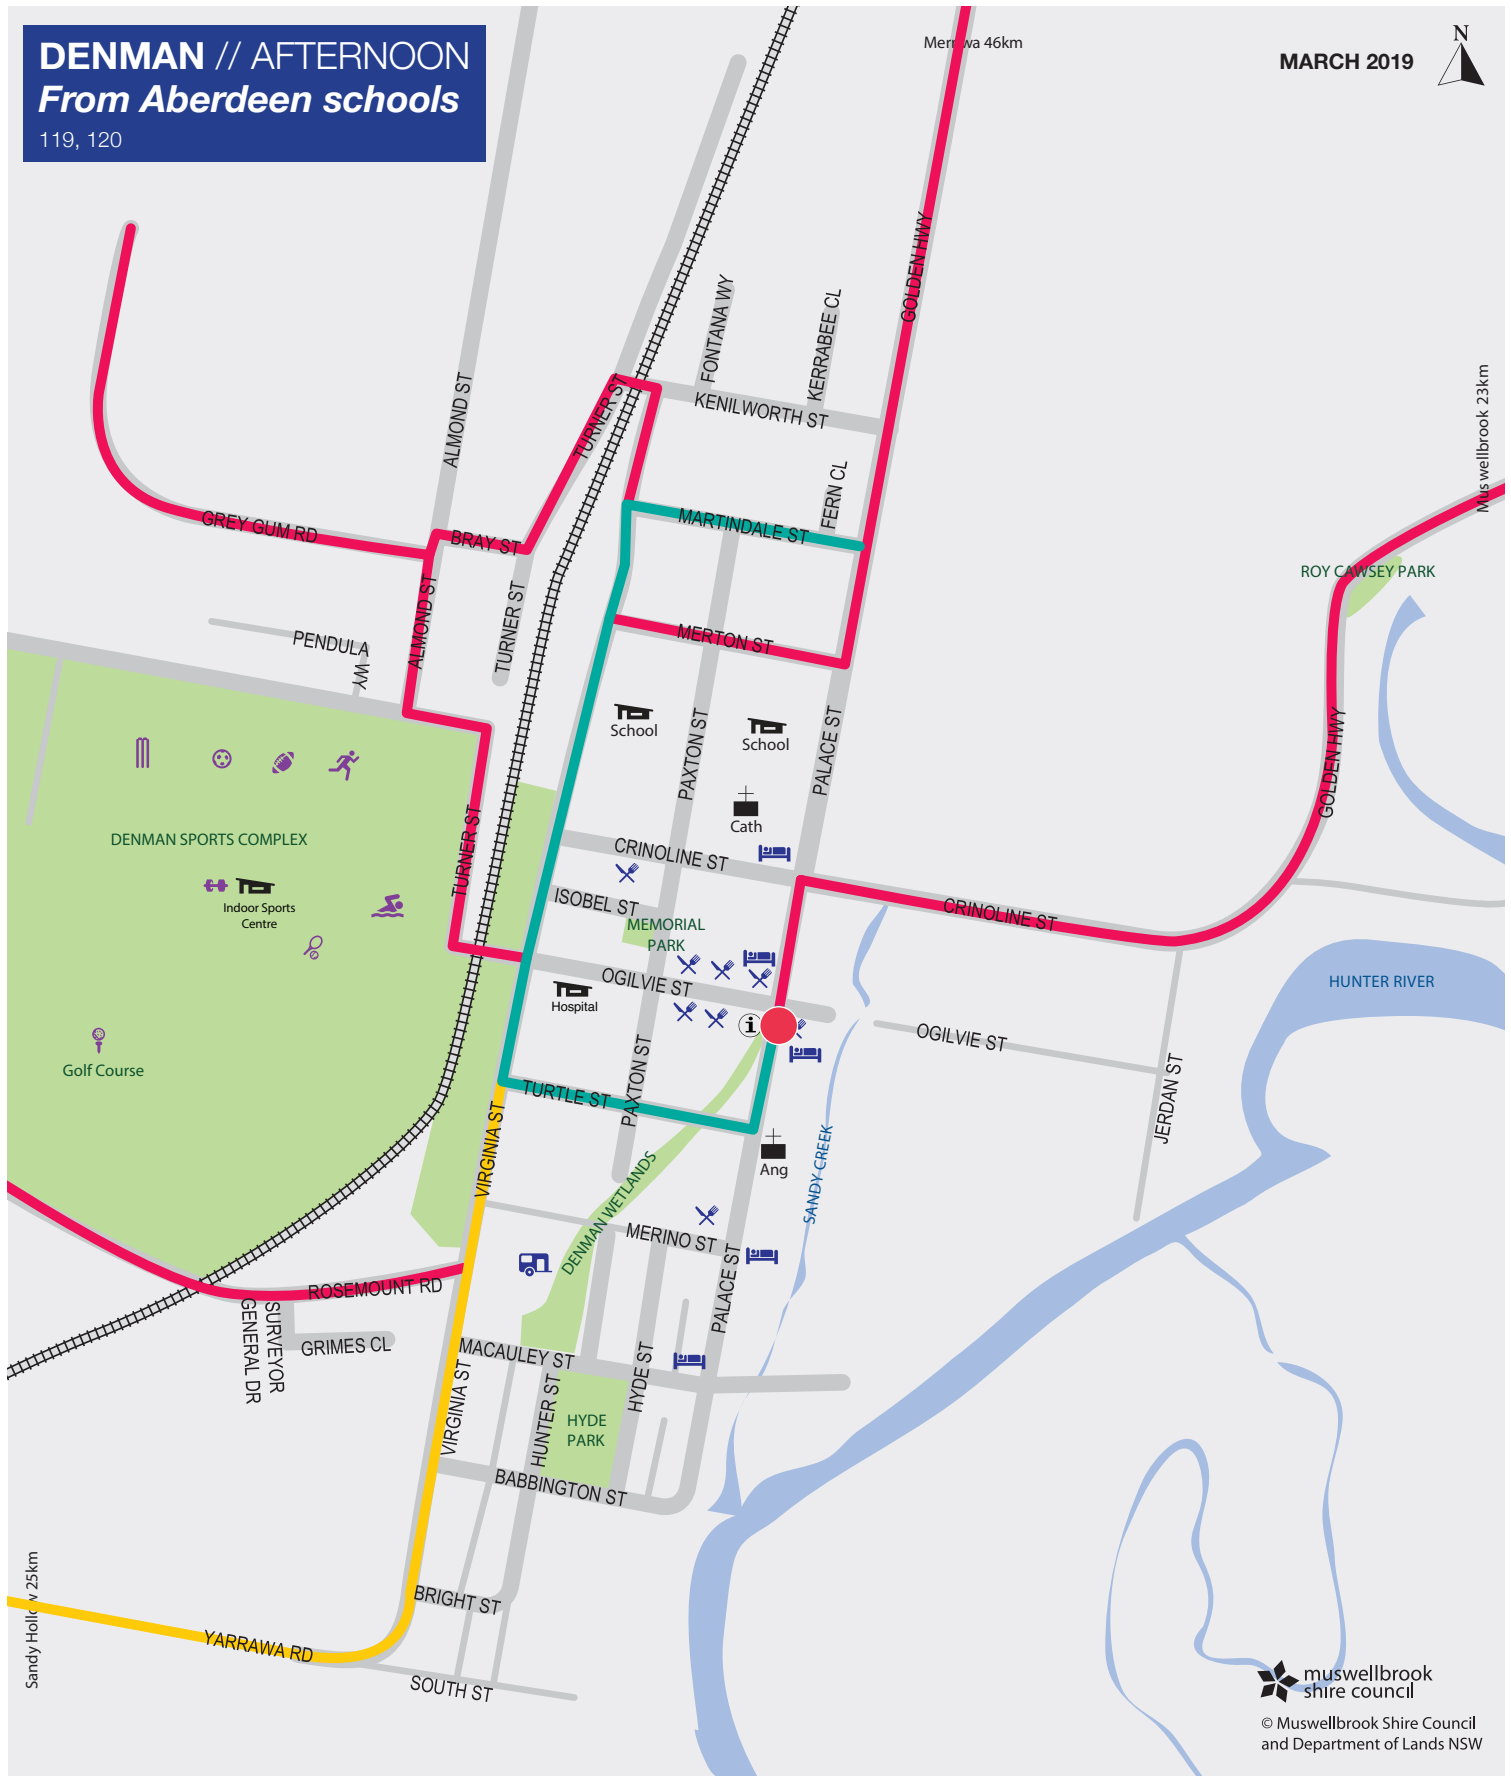 DENMAN // AFTERNOON
From Aberdeen schools
119, 120
Merriwa 46km
MARCH 2019
N
GOLDEN HWY
FONTANA WY
KERRABEE CL
KENILWORTH ST
ALMOND ST
TURNER ST
FERN CL
Muswellbrook 23km
MARTINDALE ST
GREY GUM RD
BRAY ST
ROY CAWSEY PARK
ALMOND ST
TURNER ST
PENDULA
WY
MERTON ST
School
School
PAXTON ST
PALACE ST
GOLDEN HWY
Cath
DENMAN SPORTS COMPLEX
TURNER ST
CRINOLINE ST
Indoor Sports
Centre
ISOBEL ST
MEMORIAL
PARK
CRINOLINE ST
OGILVIE ST
HUNTER RIVER
Hospital
i
OGILVIE ST
Golf Course
TURTLE ST
PAXTON ST
JERDAN ST
VIRGINIA ST
Ang
SANDY CREEK
DENMAN WETLANDS
MERINO ST
PALACE ST
ROSEMOUNT RD
SURVEYOR
GENERAL DR
GRIMES CL
MACAULEY ST
HYDE ST
VIRGINIA ST
HUNTER ST
HYDE
PARK
BABBINGTON ST
Sandy Hollow 25km
BRIGHT ST
YARRAWA RD
SOUTH ST
muswellbrook
shire council
© Muswellbrook Shire Council
and Department of Lands NSW